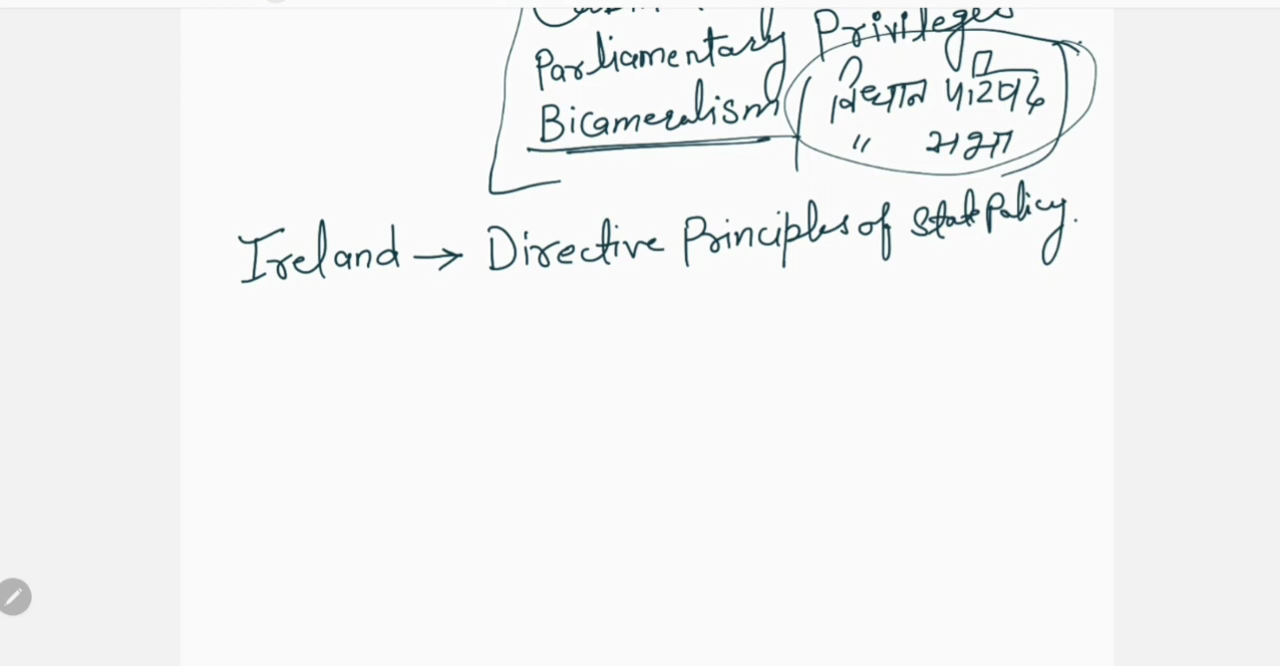 Parliamentary Privileges
Bicameralism विधान परिषद
" सभा
Ireland → Directive Principles of State Policy.